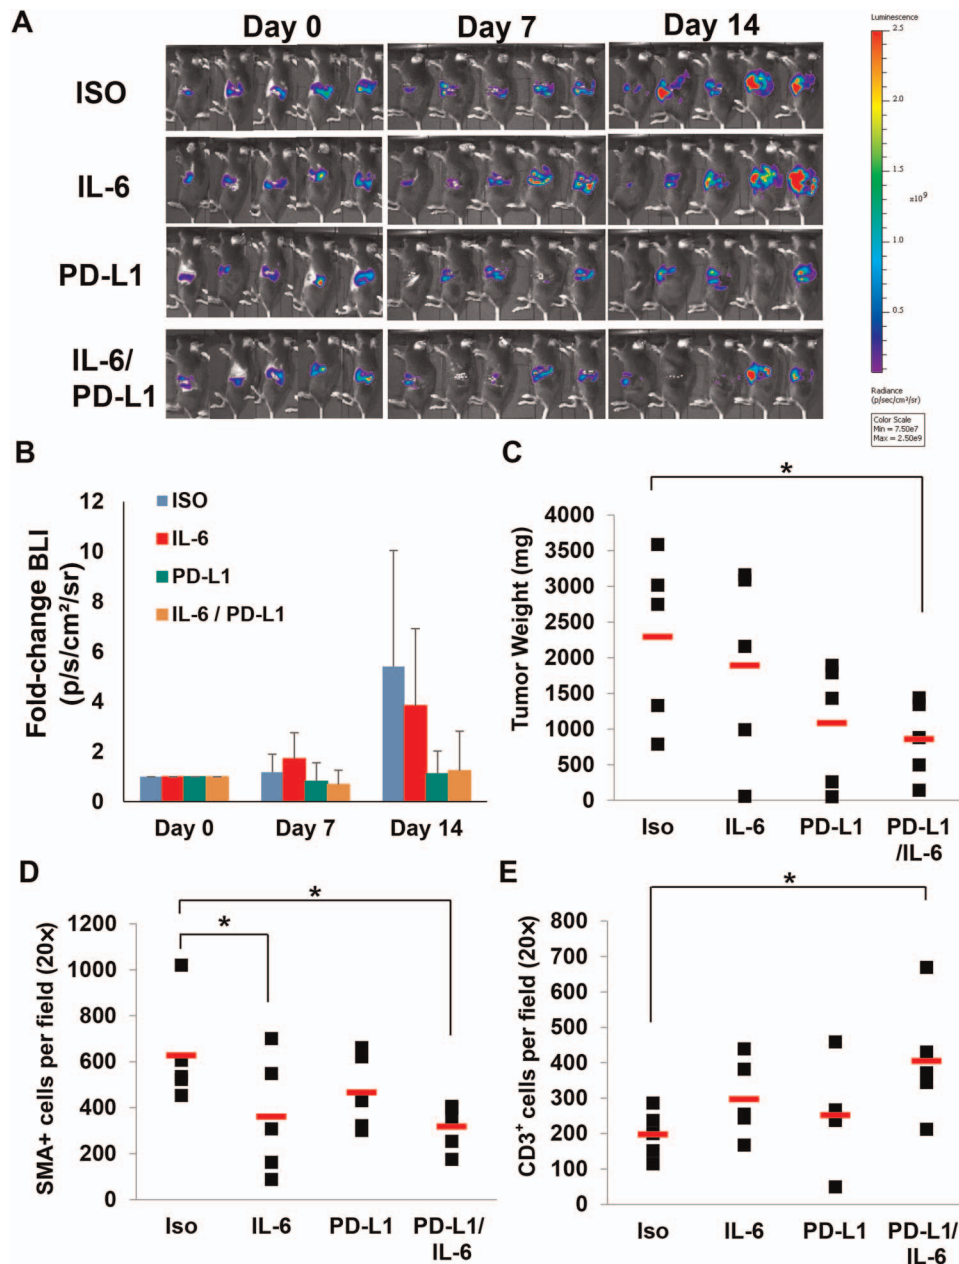 A
Day 0
Day 7
Day 14
ISO
IL-6
PD-L1
IL-6/
PD-L1
Luminescence
2.5
2.0
1.5
x10⁹
1.0
0.5
Radiance
(p/sec/cm²/sr)
Color Scale
Min = 7.50e7
Max = 2.50e9
B
Fold-change BLI
(p/s/cm²/sr)
12
10
8
6
4
2
0
ISO
IL-6
PD-L1
IL-6 / PD-L1
Day 0
Day 7
Day 14
C
*
Tumor Weight (mg)
4000
3500
3000
2500
2000
1500
1000
500
0
Iso
IL-6
PD-L1
PD-L1
/IL-6
D
*
*
SMA+ cells per field (20x)
1200
1000
800
600
400
200
0
Iso
IL-6
PD-L1
PD-L1/
IL-6
E
*
CD3⁺ cells per field (20x)
800
700
600
500
400
300
200
100
0
Iso
IL-6
PD-L1
PD-L1/
IL-6